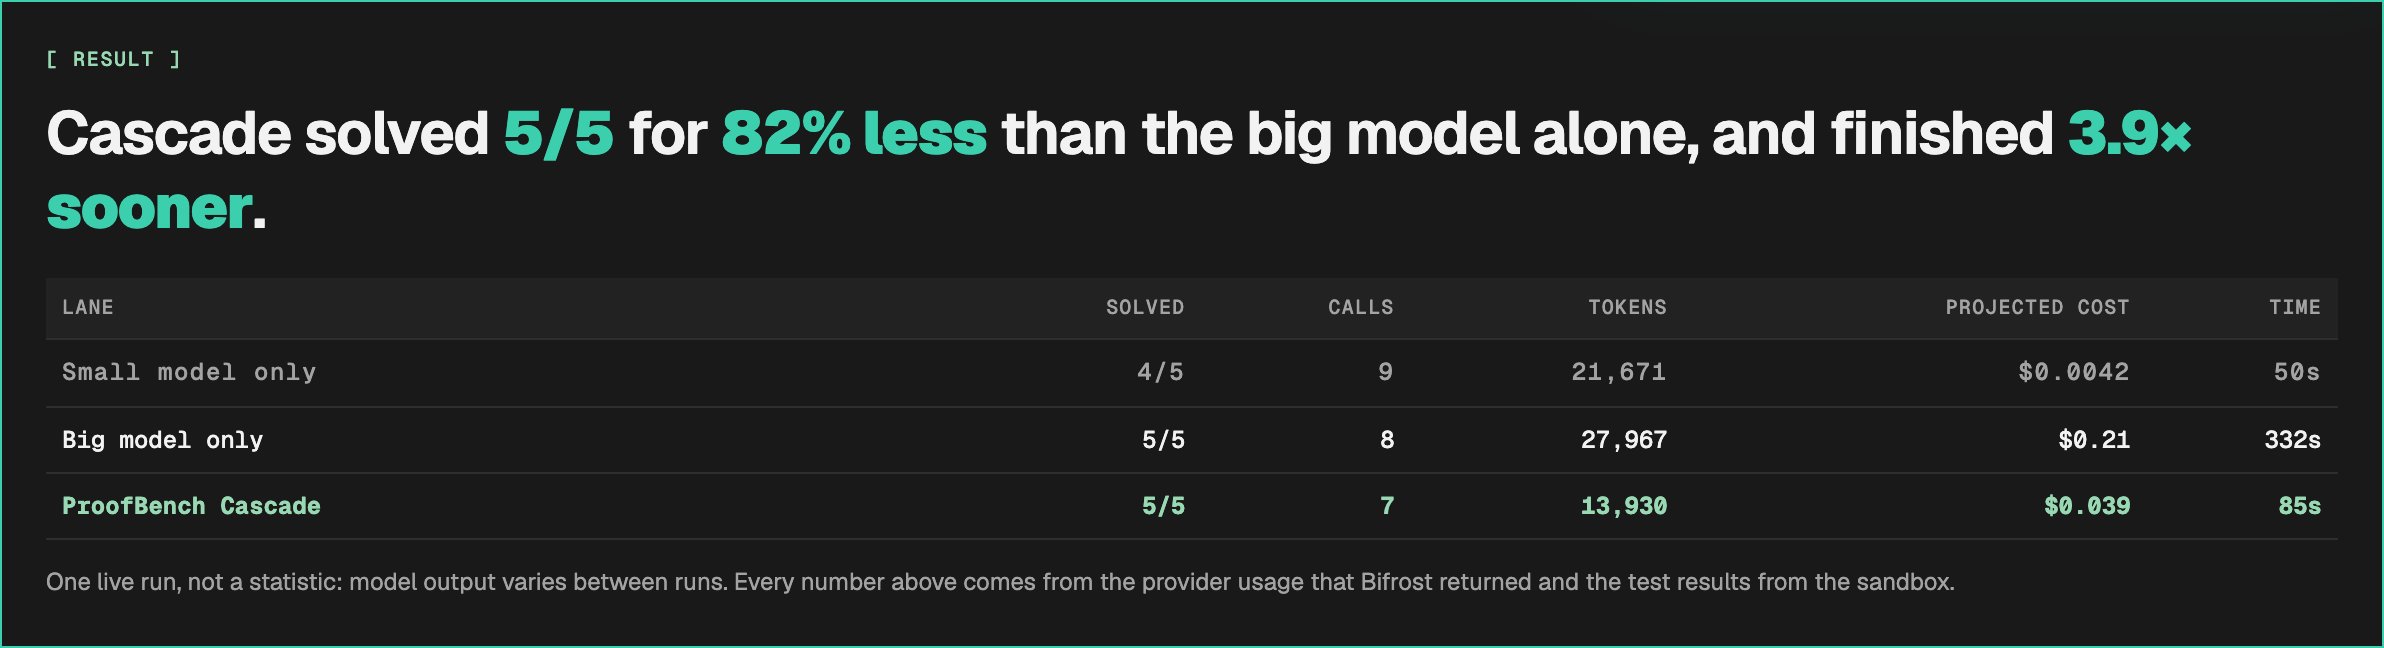 [ RESULT ]
Cascade solved 5/5 for 82% less than the big model alone, and finished 3.9×
sooner.
LANE SOLVED CALLS TOKENS PROJECTED COST TIME
Small model only 4/5 9 21,671 $0.0042 50s
Big model only 5/5 8 27,967 $0.21 332s
ProofBench Cascade 5/5 7 13,930 $0.039 85s
One live run, not a statistic: model output varies between runs. Every number above comes from the provider usage that Bifrost returned and the test results from the sandbox.